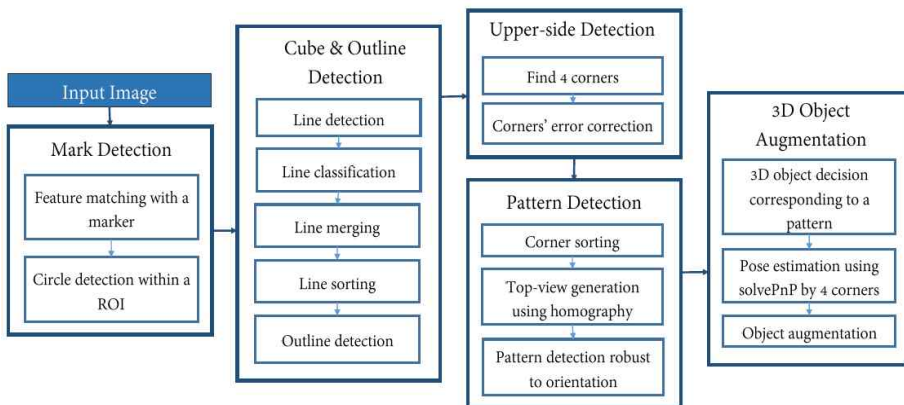 Input Image
Mark Detection
Feature matching with a
marker
Circle detection within a
ROI
Cube & Outline
Detection
Line detection
Line classification
Line merging
Line sorting
Outline detection
Upper-side Detection
Find 4 corners
Corners' error correction
Pattern Detection
Corner sorting
Top-view generation
using homography
Pattern detection robust
to orientation
3D Object
Augmentation
3D object decision
corresponding to a
pattern
Pose estimation using
solvePnP by 4 corners
Object augmentation